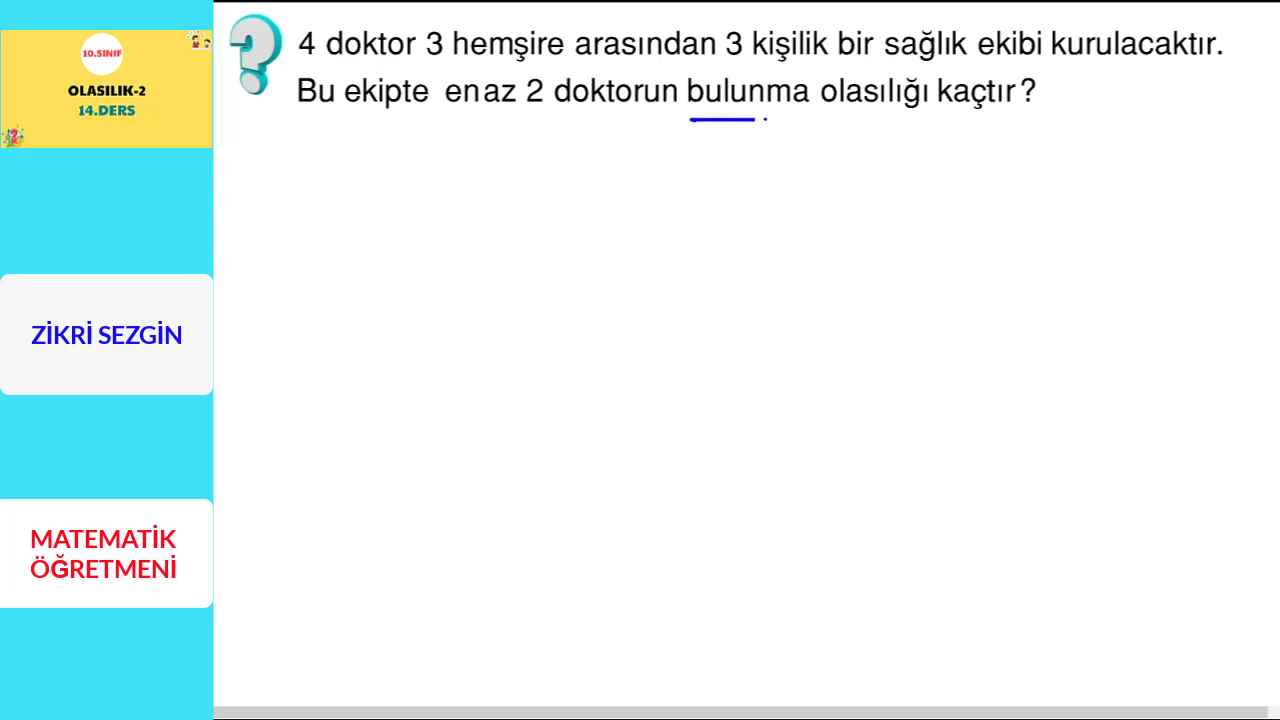 10.SINIF
OLASILIK-2
14.DERS
ZİKRİ SEZGİN
MATEMATİK
ÖĞRETMENİ
4 doktor 3 hemşire arasından 3 kişilik bir sağlık ekibi kurulacaktır.
Bu ekipte en az 2 doktorun bulunma olasılığı kaçtır?